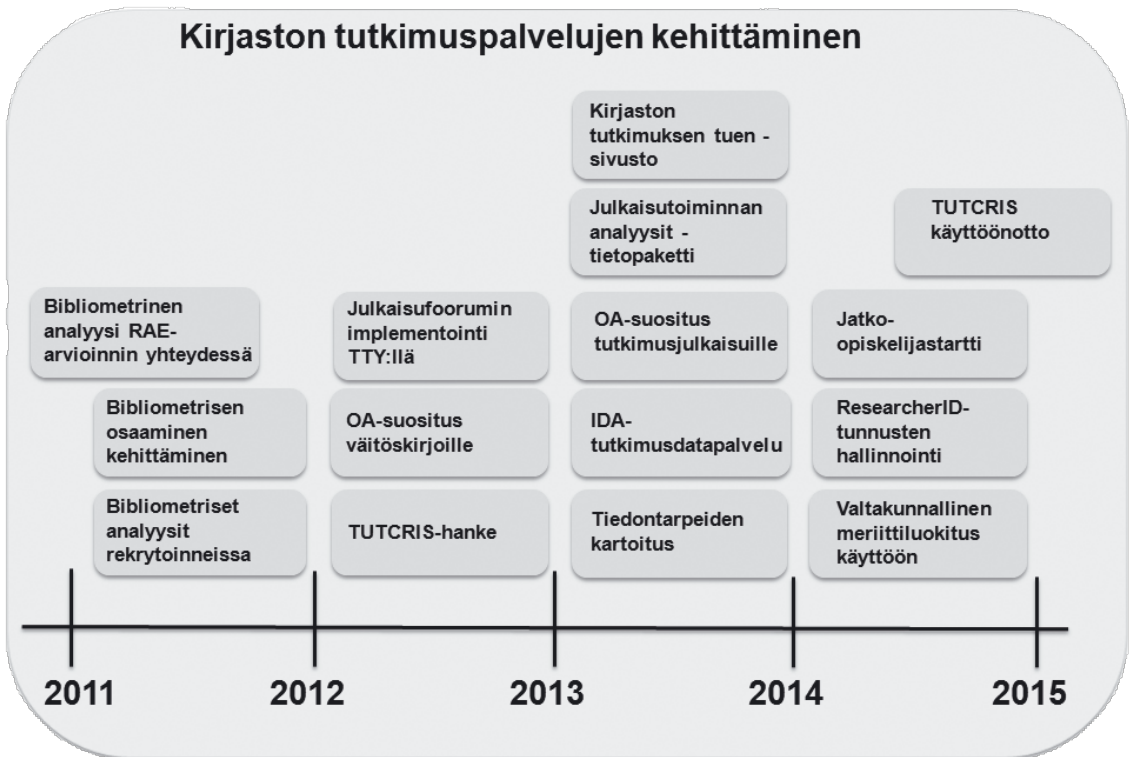 Kirjaston tutkimuspalvelujen kehittäminen
Kirjaston
tutkimuksen tuen -
sivusto
Julkaisutoiminnan
analyysit -
tietopaketti
TUTCRIS
käyttöönotto
Bibliometrinen
analyysi RAE-
arvioinnin yhteydessä
Julkaisufoorumin
implementointi
TTY:llä
OA-suositus
tutkimusjulkaisuille
Jatko-
opiskelijastartti
Bibliometrisen
osaaminen
kehittäminen
OA-suositus
väitöskirjoille
IDA-
tutkimusdatapalvelu
ResearcherID-
tunnusten
hallinnointi
Bibliometriset
analyysit
rekrytoinneissa
TUTCRIS-hanke
Tiedontarpeiden
kartoitus
Valtakunnallinen
meriittiluokitus
käyttöön
2011 2012 2013 2014 2015